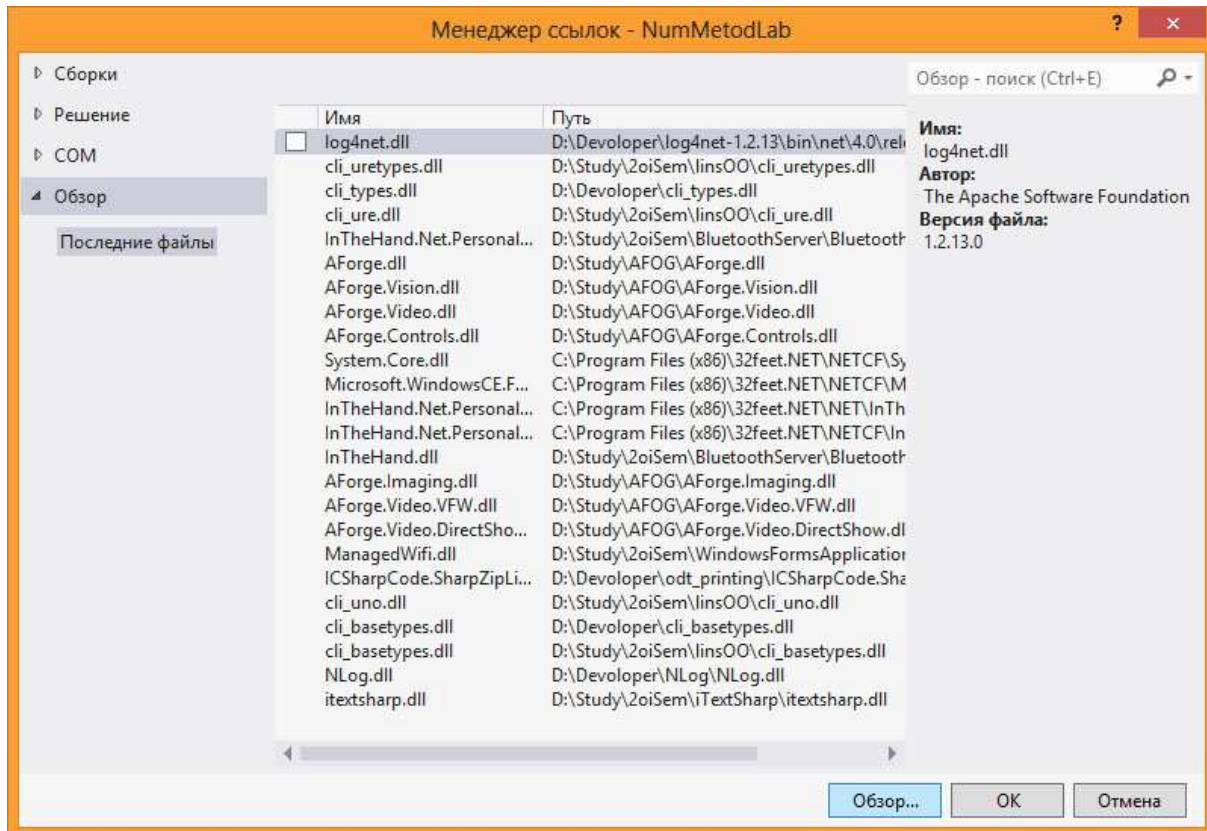 Менеджер ссылок - NumMetodLab
?
Сборки
Решение
COM
Обзор
Последние файлы
Имя Путь
log4net.dll D:\Devoloper\log4net-1.2.13\bin\net\4.0\rele
cli_uretypes.dll D:\Study\2oiSem\linsOO\cli_uretypes.dll
cli_types.dll D:\Devoloper\cli_types.dll
cli_ure.dll D:\Study\2oiSem\linsOO\cli_ure.dll
InTheHand.Net.Personal... D:\Study\2oiSem\BluetoothServer\Bluetooth
AForge.dll D:\Study\AFOG\AForge.dll
AForge.Vision.dll D:\Study\AFOG\AForge.Vision.dll
AForge.Video.dll D:\Study\AFOG\AForge.Video.dll
AForge.Controls.dll D:\Study\AFOG\AForge.Controls.dll
System.Core.dll C:\Program Files (x86)\32feet.NET\NETCF\Sy
Microsoft.WindowsCE.F... C:\Program Files (x86)\32feet.NET\NETCF\M
InTheHand.Net.Personal... C:\Program Files (x86)\32feet.NET\NET\InTh
InTheHand.Net.Personal... C:\Program Files (x86)\32feet.NET\NETCF\In
InTheHand.dll D:\Study\2oiSem\BluetoothServer\Bluetooth
AForge.Imaging.dll D:\Study\AFOG\AForge.Imaging.dll
AForge.Video.VFW.dll D:\Study\AFOG\AForge.Video.VFW.dll
AForge.Video.DirectSho... D:\Study\AFOG\AForge.Video.DirectShow.dl
ManagedWifi.dll D:\Study\2oiSem\WindowsFormsApplication
ICSharpCode.SharpZipLi... D:\Devoloper\odt_printing\ICSharpCode.Sha
cli_uno.dll D:\Study\2oiSem\linsOO\cli_uno.dll
cli_basetypes.dll D:\Devoloper\cli_basetypes.dll
cli_basetypes.dll D:\Study\2oiSem\linsOO\cli_basetypes.dll
NLog.dll D:\Devoloper\NLog\NLog.dll
itextsharp.dll D:\Study\2oiSem\iTextSharp\itextsharp.dll
Обзор - поиск (Ctrl+E)
Имя:
log4net.dll
Автор:
The Apache Software Foundation
Версия файла:
1.2.13.0
Обзор... ОК Отмена